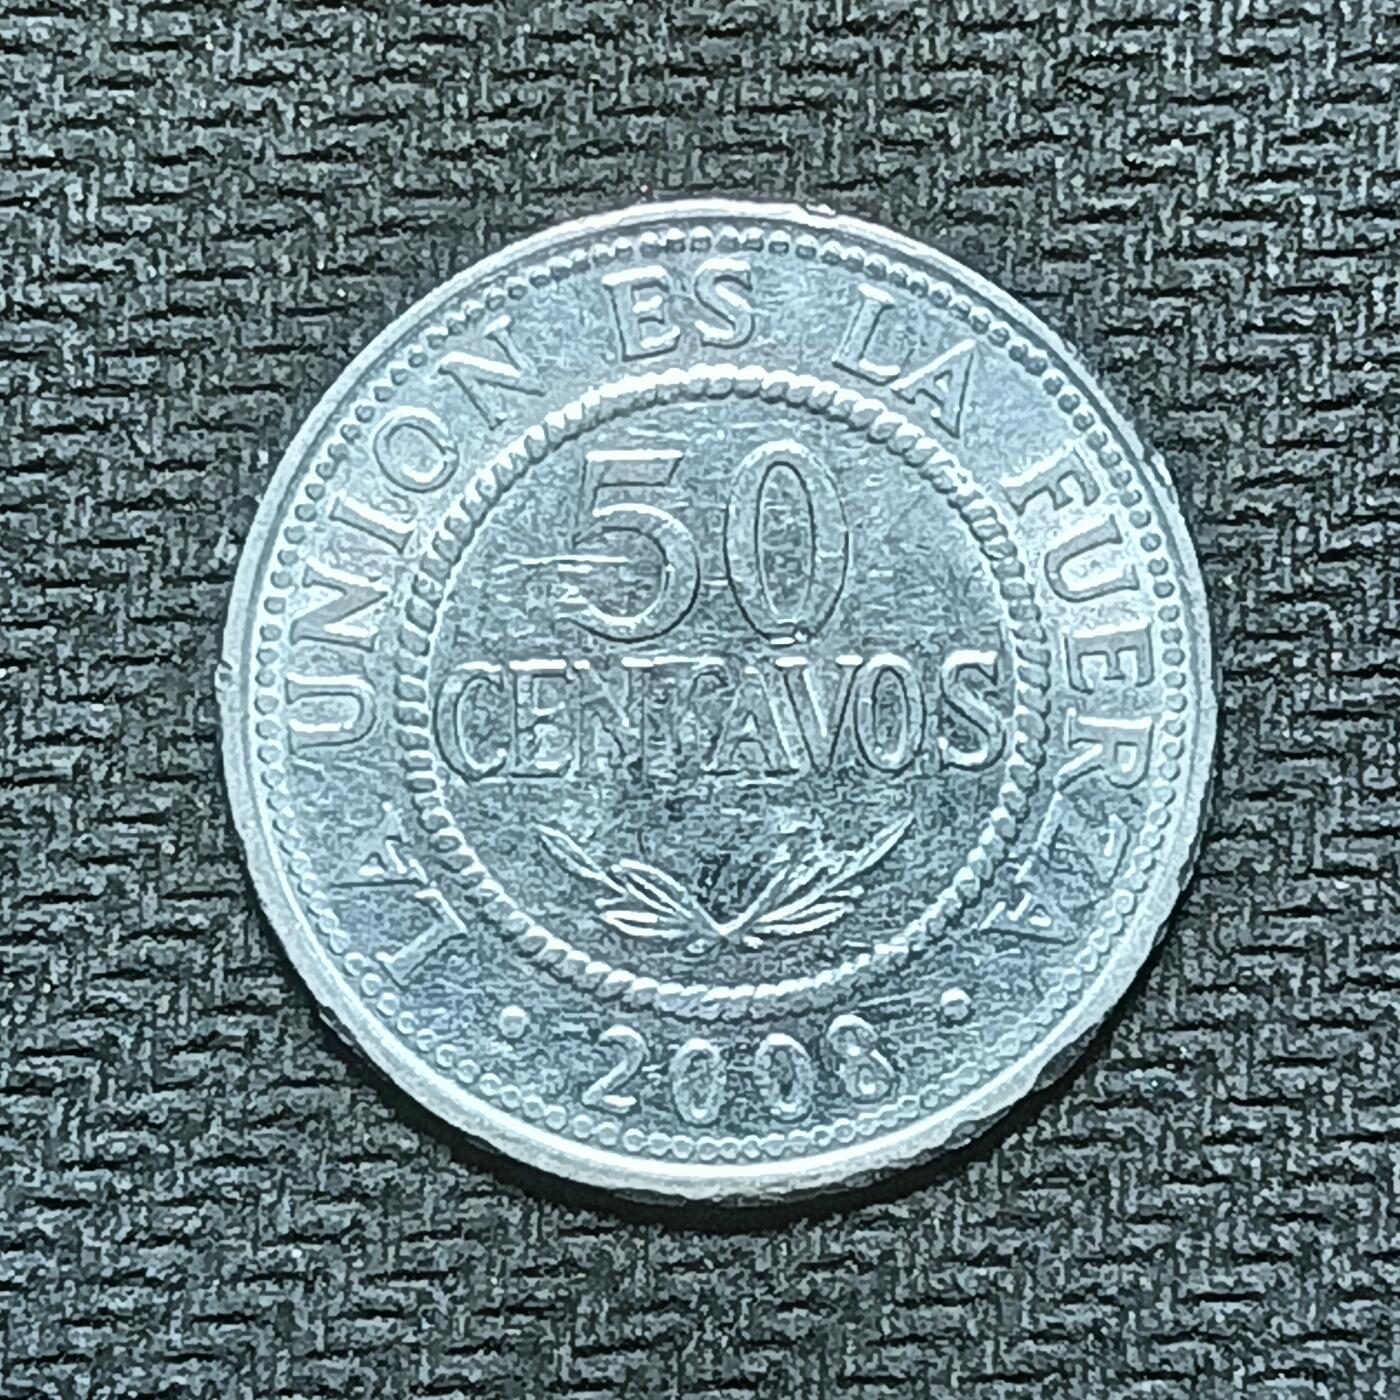 LA UNION ES LA FUERZA
50
CENTAVOS
• 2008 •